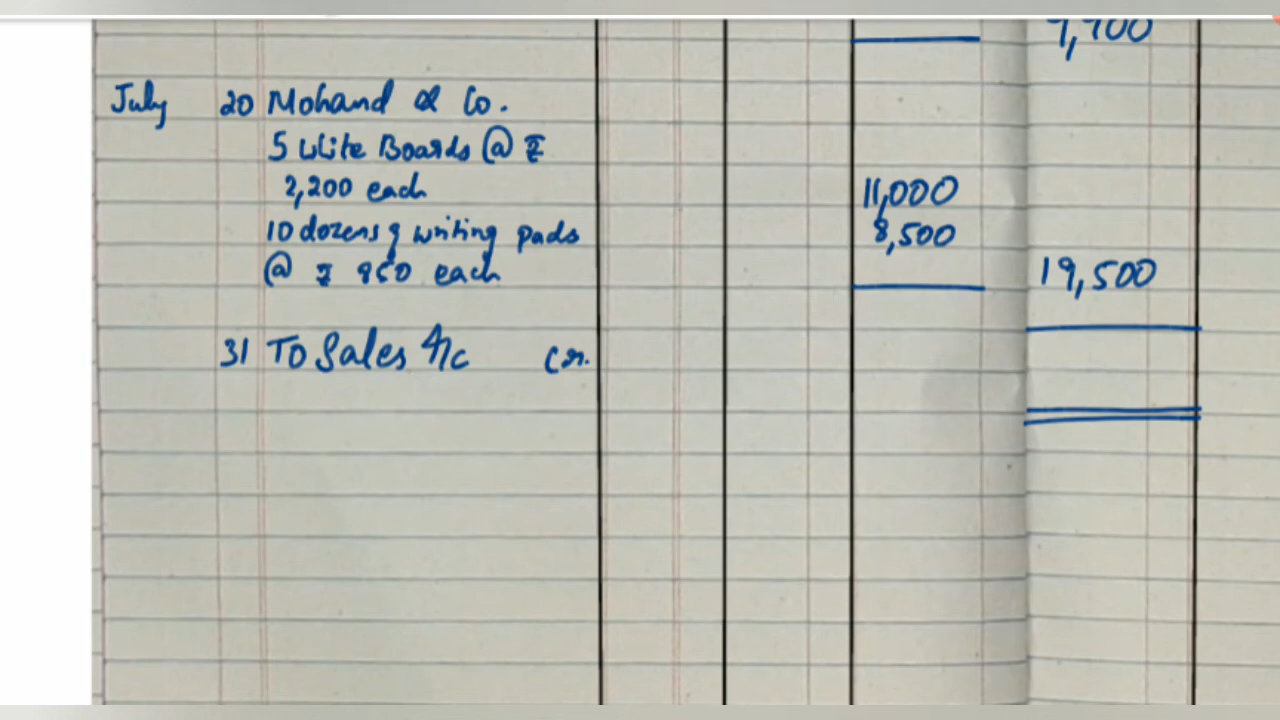 July 20 Mohand & Co.
5 White Boards @ ₹
2,200 each
11,000
10 dozens of writing pads
8,500
@ ₹ 850 each
19,500
31 To Sales A/c Cr.